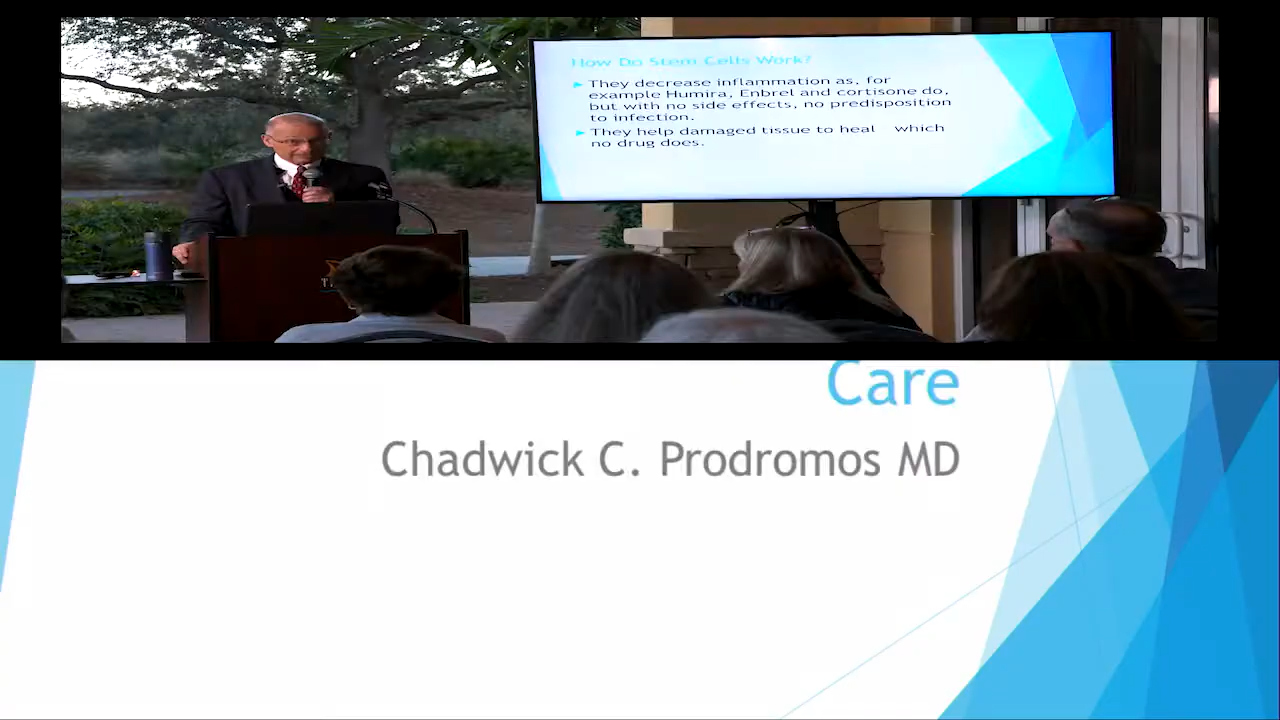 How Do Stem Cells Work?
They decrease inflammation as, for
example Humira, Enbrel and cortisone do,
but with no side effects, no predisposition
to infection.
They help damaged tissue to heal which
no drug does.
Care
Chadwick C. Prodromos MD